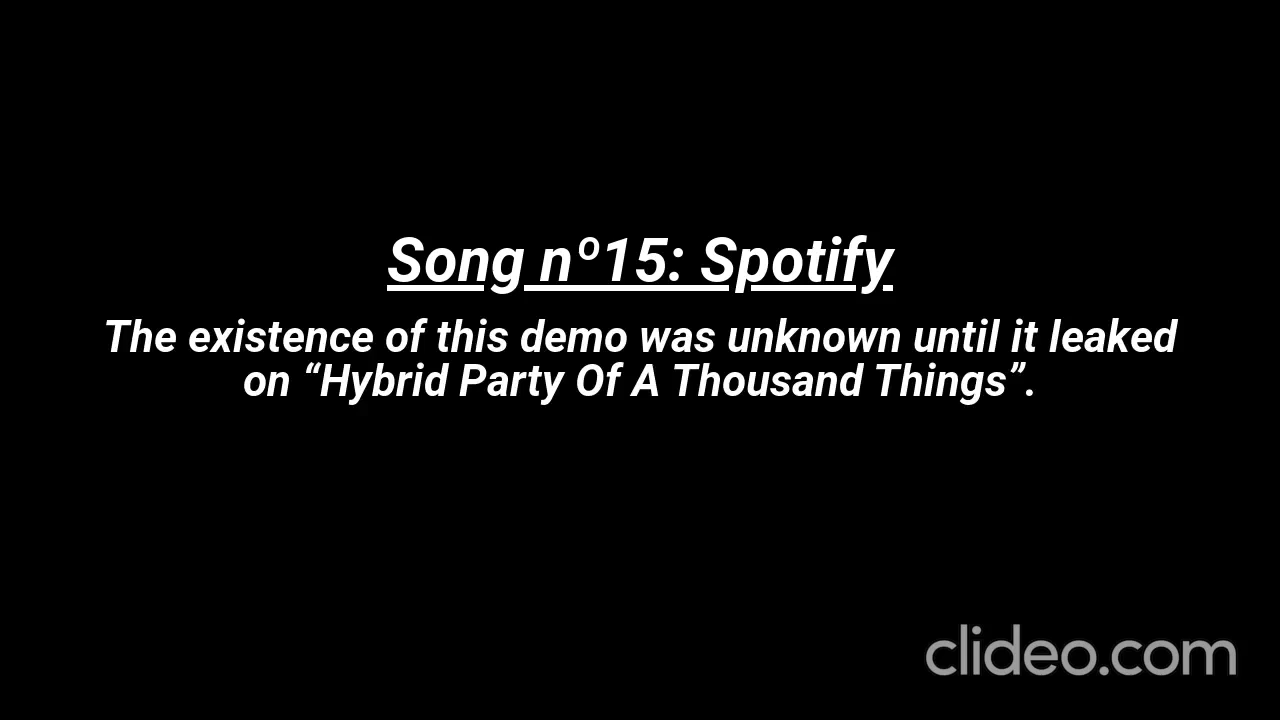 Song nº15: Spotify
The existence of this demo was unknown until it leaked
on “Hybrid Party Of A Thousand Things”.
clideo.com